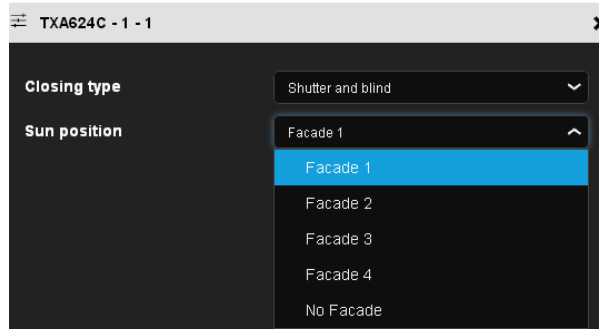 TXA624C - 1 - 1
Closing type
Shutter and blind
Sun position
Facade 1
Facade 1
Facade 2
Facade 3
Facade 4
No Facade